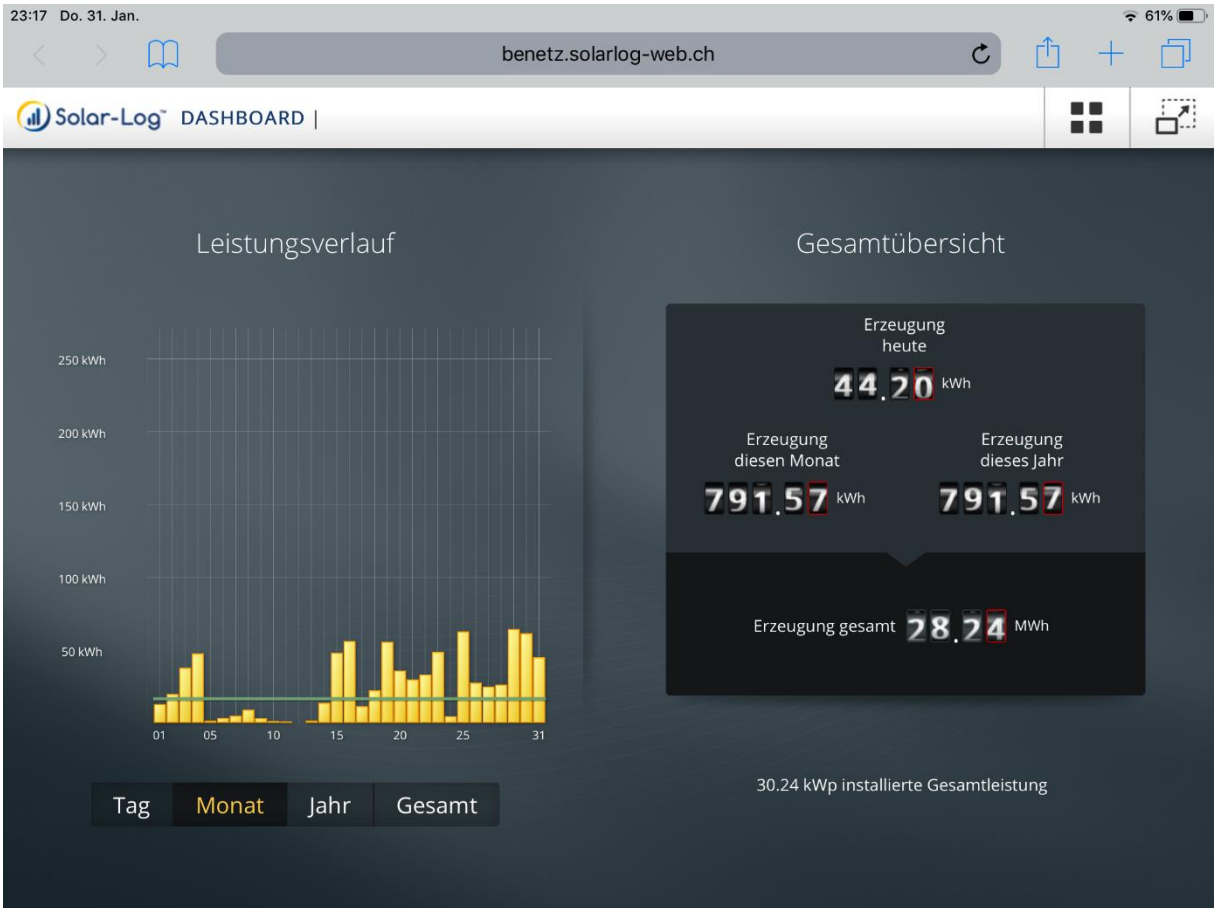 23:17 Do. 31. Jan.
61%
benetz.solarlog-web.ch
Solar-Log™ DASHBOARD |
Leistungsverlauf
250 kWh
200 kWh
150 kWh
100 kWh
50 kWh
01 05 10 15 20 25 31
Tag Monat Jahr Gesamt
Gesamtübersicht
Erzeugung
heute
44.20 kWh
Erzeugung
diesen Monat
791.57 kWh
Erzeugung
dieses Jahr
791.57 kWh
Erzeugung gesamt 28.24 MWh
30.24 kWp installierte Gesamtleistung